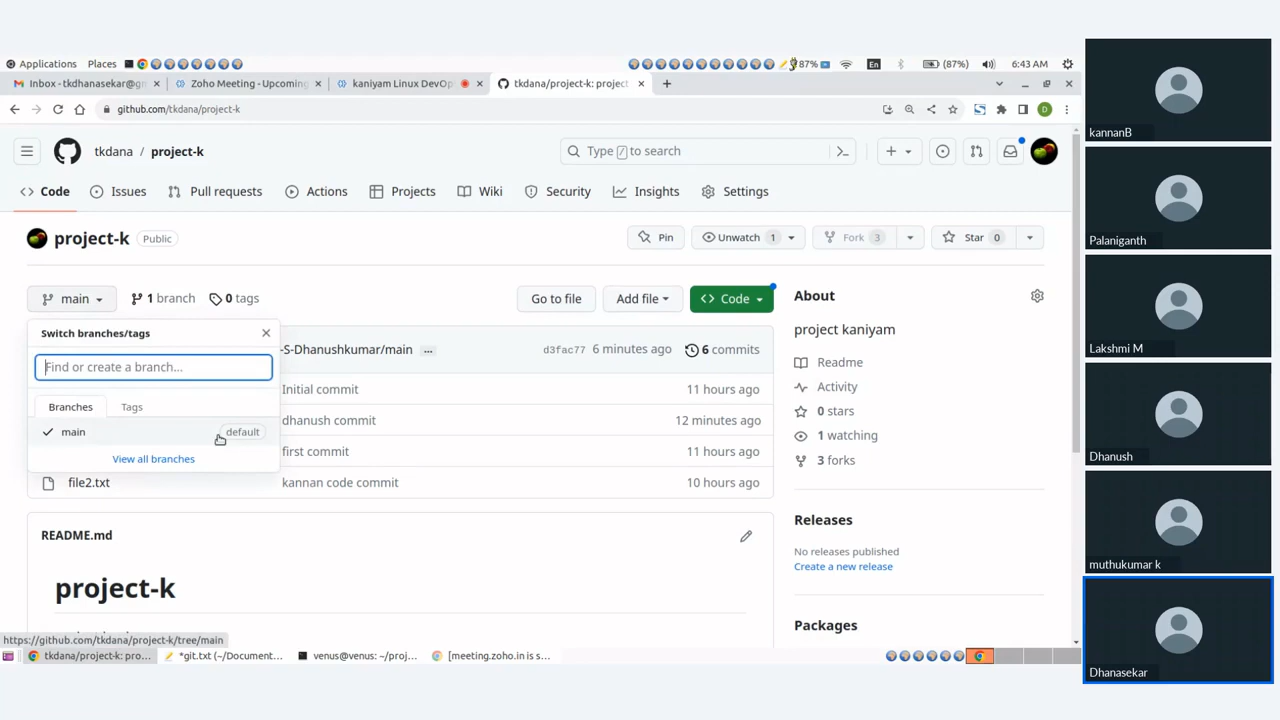 Applications Places 87% En (87%) 6:43 AM
Inbox - tkdhanasekar@gm
Zoho Meeting - Upcoming
kaniyam Linux DevOp
tkdana/project-k: project
github.com/tkdana/project-k
D
tkdana / project-k
Type / to search
Code
Issues
Pull requests
Actions
Projects
Wiki
Security
Insights
Settings
project-k Public
Pin
Unwatch 1
Fork 3
Star 0
main
1 branch
0 tags
Go to file
Add file
Code
Switch branches/tags
Find or create a branch...
Branches
Tags
main
default
View all branches
-S-Dhanushkumar/main ...
d3fac77 6 minutes ago
6 commits
Initial commit
11 hours ago
dhanush commit
12 minutes ago
first commit
11 hours ago
file2.txt
kannan code commit
10 hours ago
README.md
project-k
About
project kaniyam
Readme
Activity
0 stars
1 watching
3 forks
Releases
No releases published
Create a new release
Packages
https://github.com/tkdana/project-k/tree/main
tkdana/project-k: pro...
*git.txt (~/Document...
venus@venus: ~/proj...
[meeting.zoho.in is s...
kannanB
Palaniganth
Lakshmi M
Dhanush
muthukumar k
Dhanasekar